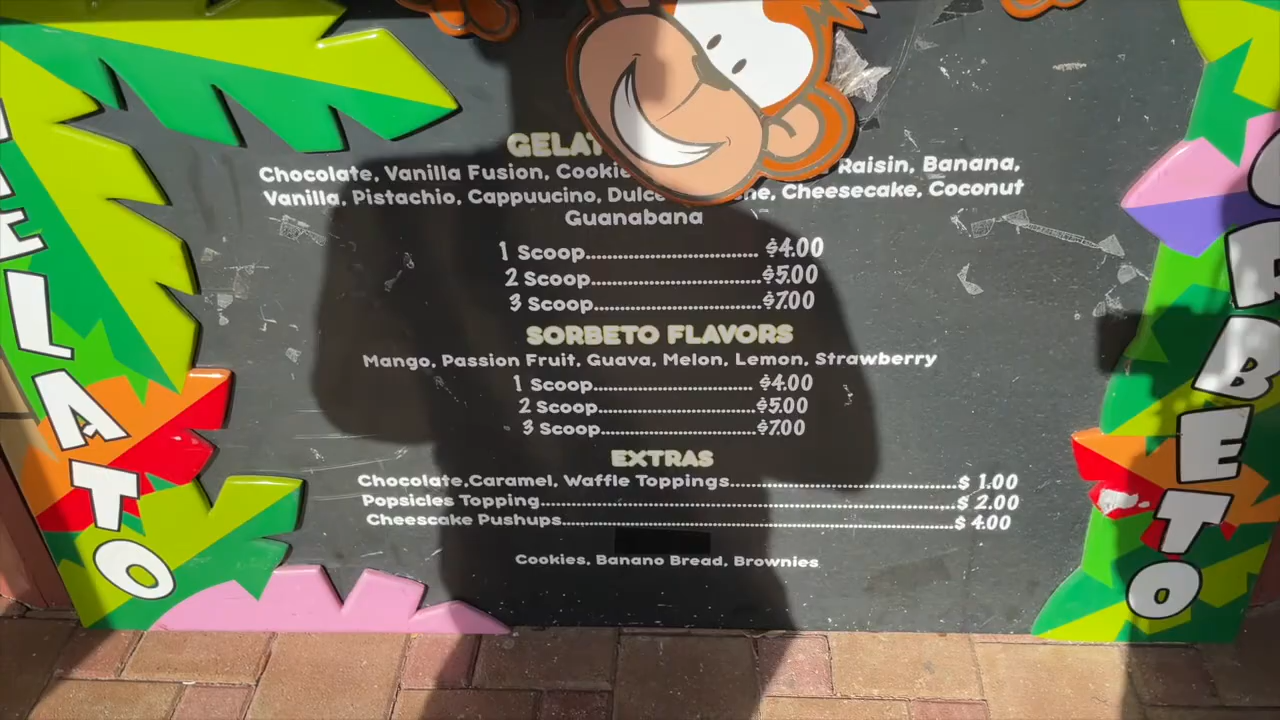 GELAT
Chocolate, Vanilla Fusion, Cookie Raisin, Banana,
Vanilla, Pistachio, Cappuucino, Dulce Cheesecake, Coconut
Guanabana
1 Scoop.......................................... $4.00
2 Scoop..........................................$5.00
3 Scoop..........................................$7.00
SORBETO FLAVORS
Mango, Passion Fruit, Guava, Melon, Lemon, Strawberry
1 Scoop....................................... $4.00
2 Scoop.......................................$5.00
3 Scoop.......................................$7.00
EXTRAS
Chocolate,Caramel, Waffle Toppings..........................................$ 1.00
Popsicles Topping..........................................................................$ 2.00
Cheescake Pushups......................................................................$ 4.00
Cookies, Banano Bread, Brownies
ELATO
ORBETO